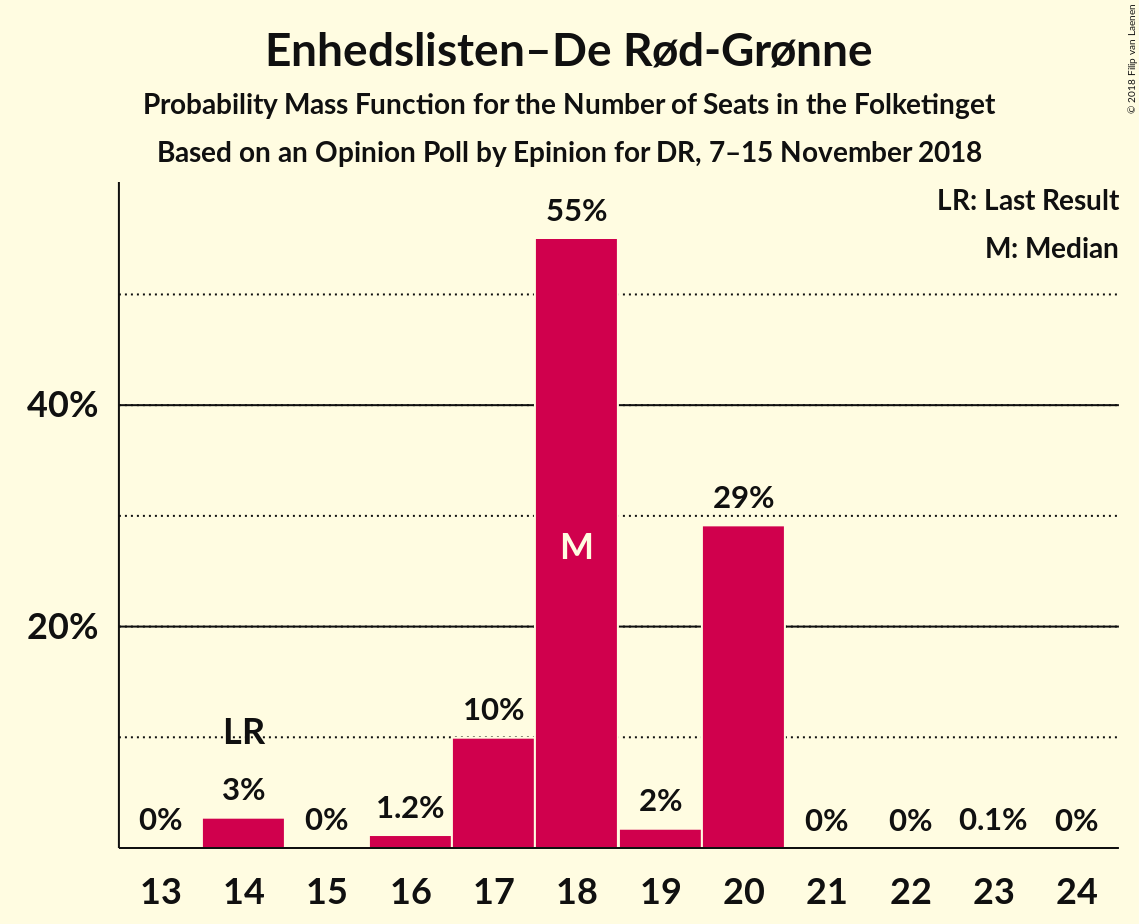 Enhedslisten–De Rød-Grønne
Probability Mass Function for the Number of Seats in the Folketinget
Based on an Opinion Poll by Epinion for DR, 7–15 November 2018
© 2018 Filip van Laenen
LR: Last Result
M: Median
55%
40%
29%
M
20%
10%
LR
3%
0%
0%
1.2%
2%
0%
0%
0.1%
0%
13 14 15 16 17 18 19 20 21 22 23 24